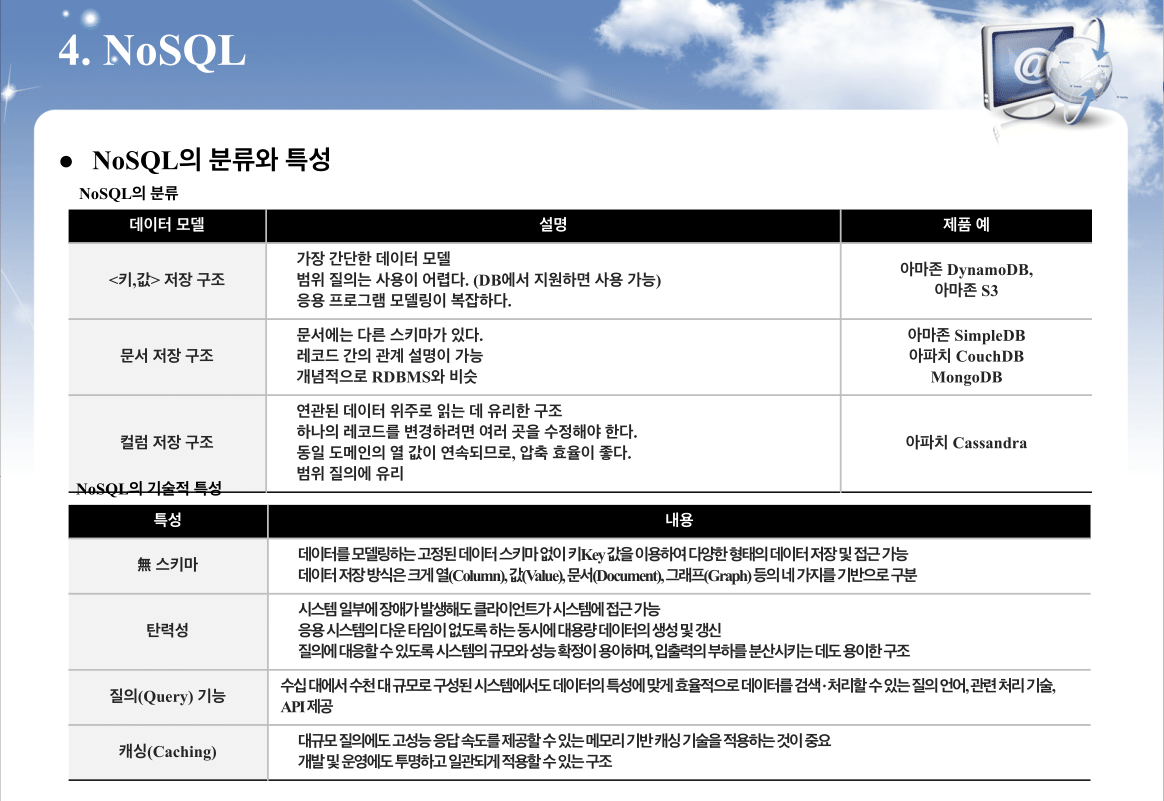 4. NoSQL
● NoSQL의 분류와 특성
NoSQL의 분류
데이터 모델 설명 제품 예
<키,값> 저장 구조
가장 간단한 데이터 모델
범위 질의는 사용이 어렵다. (DB에서 지원하면 사용 가능)
응용 프로그램 모델링이 복잡하다.
아마존 DynamoDB,
아마존 S3
문서 저장 구조
문서에는 다른 스키마가 있다.
레코드 간의 관계 설명이 가능
개념적으로 RDBMS와 비슷
아마존 SimpleDB
아파치 CouchDB
MongoDB
컬럼 저장 구조
연관된 데이터 위주로 읽는 데 유리한 구조
하나의 레코드를 변경하려면 여러 곳을 수정해야 한다.
동일 도메인의 열 값이 연속되므로, 압축 효율이 좋다.
범위 질의에 유리
아파치 Cassandra
NoSQL의 기술적 특성
특성 내용
無 스키마
데이터를 모델링하는 고정된 데이터 스키마 없이 키Key 값을 이용하여 다양한 형태의 데이터 저장 및 접근 가능
데이터 저장 방식은 크게 열(Column), 값(Value), 문서(Document), 그래프(Graph) 등의 네 가지를 기반으로 구분
탄력성
시스템 일부에 장애가 발생해도 클라이언트가 시스템에 접근 가능
응용 시스템의 다운 타임이 없도록 하는 동시에 대용량 데이터의 생성 및 갱신
질의에 대응할 수 있도록 시스템의 규모와 성능 확정이 용이하며, 입출력의 부하를 분산시키는 데도 용이한 구조
질의(Query) 기능
수십 대에서 수천 대 규모로 구성된 시스템에서도 데이터의 특성에 맞게 효율적으로 데이터를 검색·처리할 수 있는 질의 언어, 관련 처리 기술,
API 제공
캐싱(Caching)
대규모 질의에도 고성능 응답 속도를 제공할 수 있는 메모리 기반 캐싱 기술을 적용하는 것이 중요
개발 및 운영에도 투명하고 일관되게 적용할 수 있는 구조